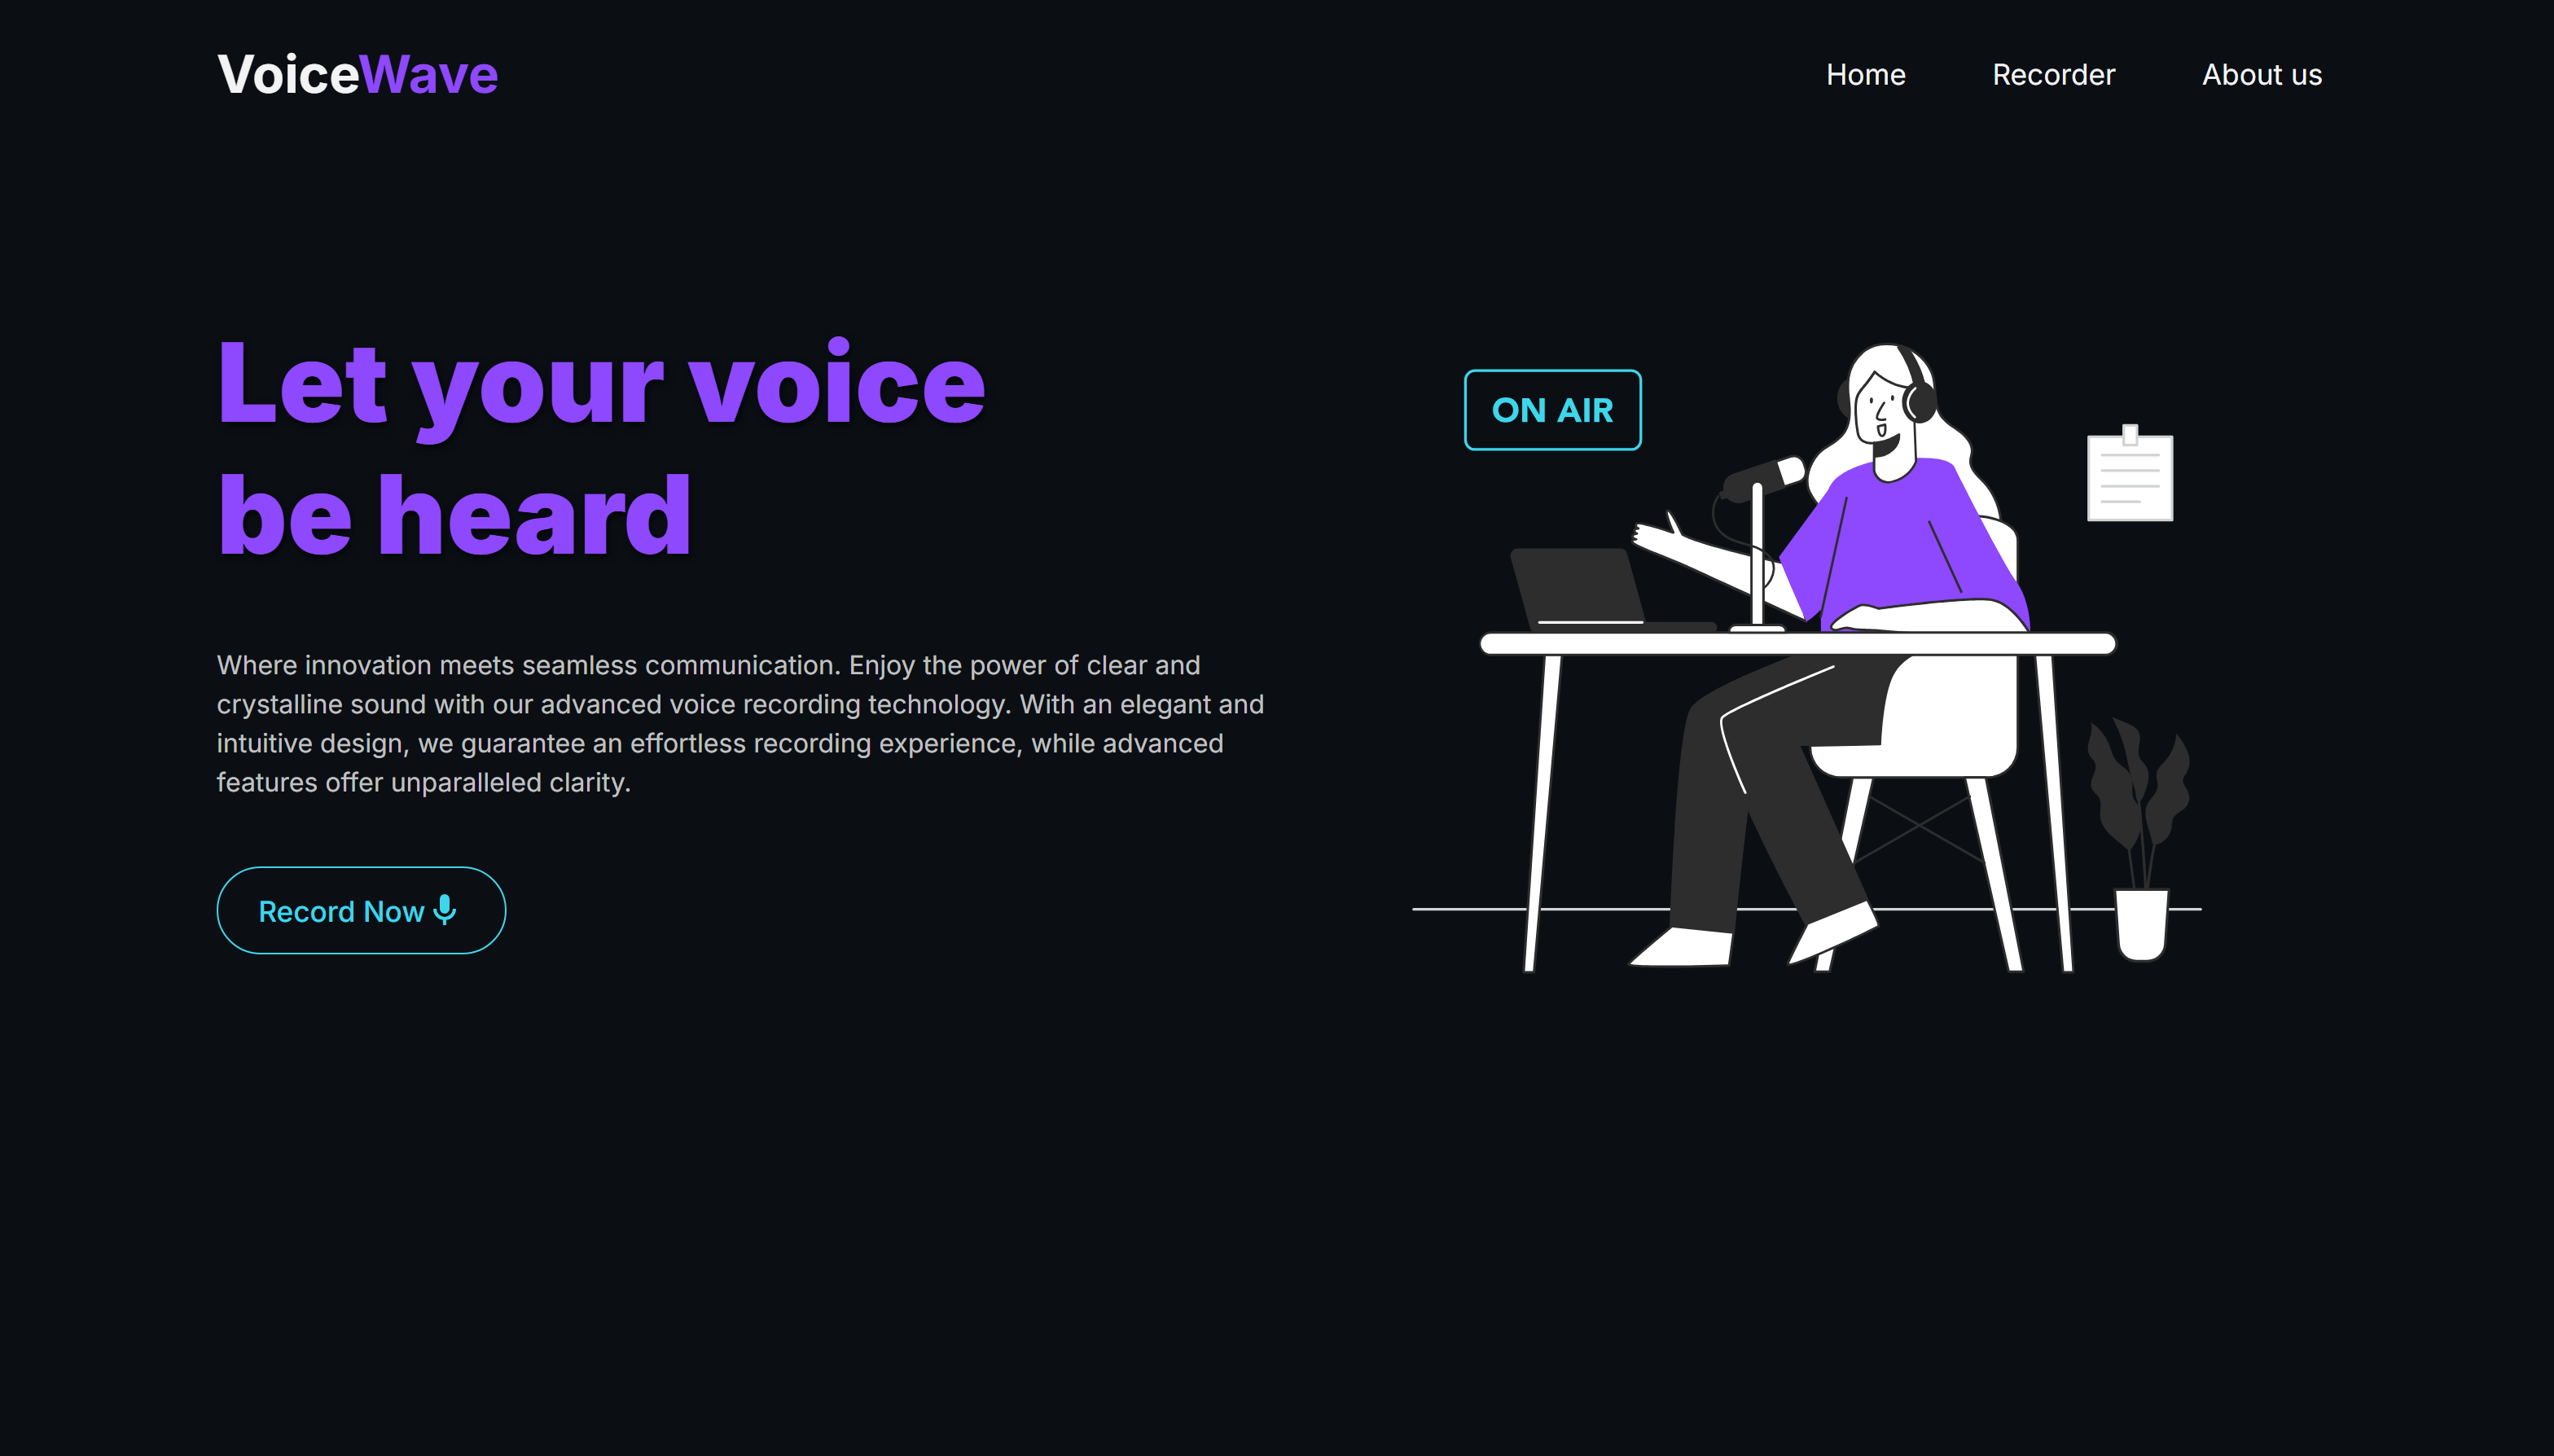 VoiceWave
Home
Recorder
About us
Let your voice
be heard
ON AIR
Where innovation meets seamless communication. Enjoy the power of clear and
crystalline sound with our advanced voice recording technology. With an elegant and
intuitive design, we guarantee an effortless recording experience, while advanced
features offer unparalleled clarity.
Record Now